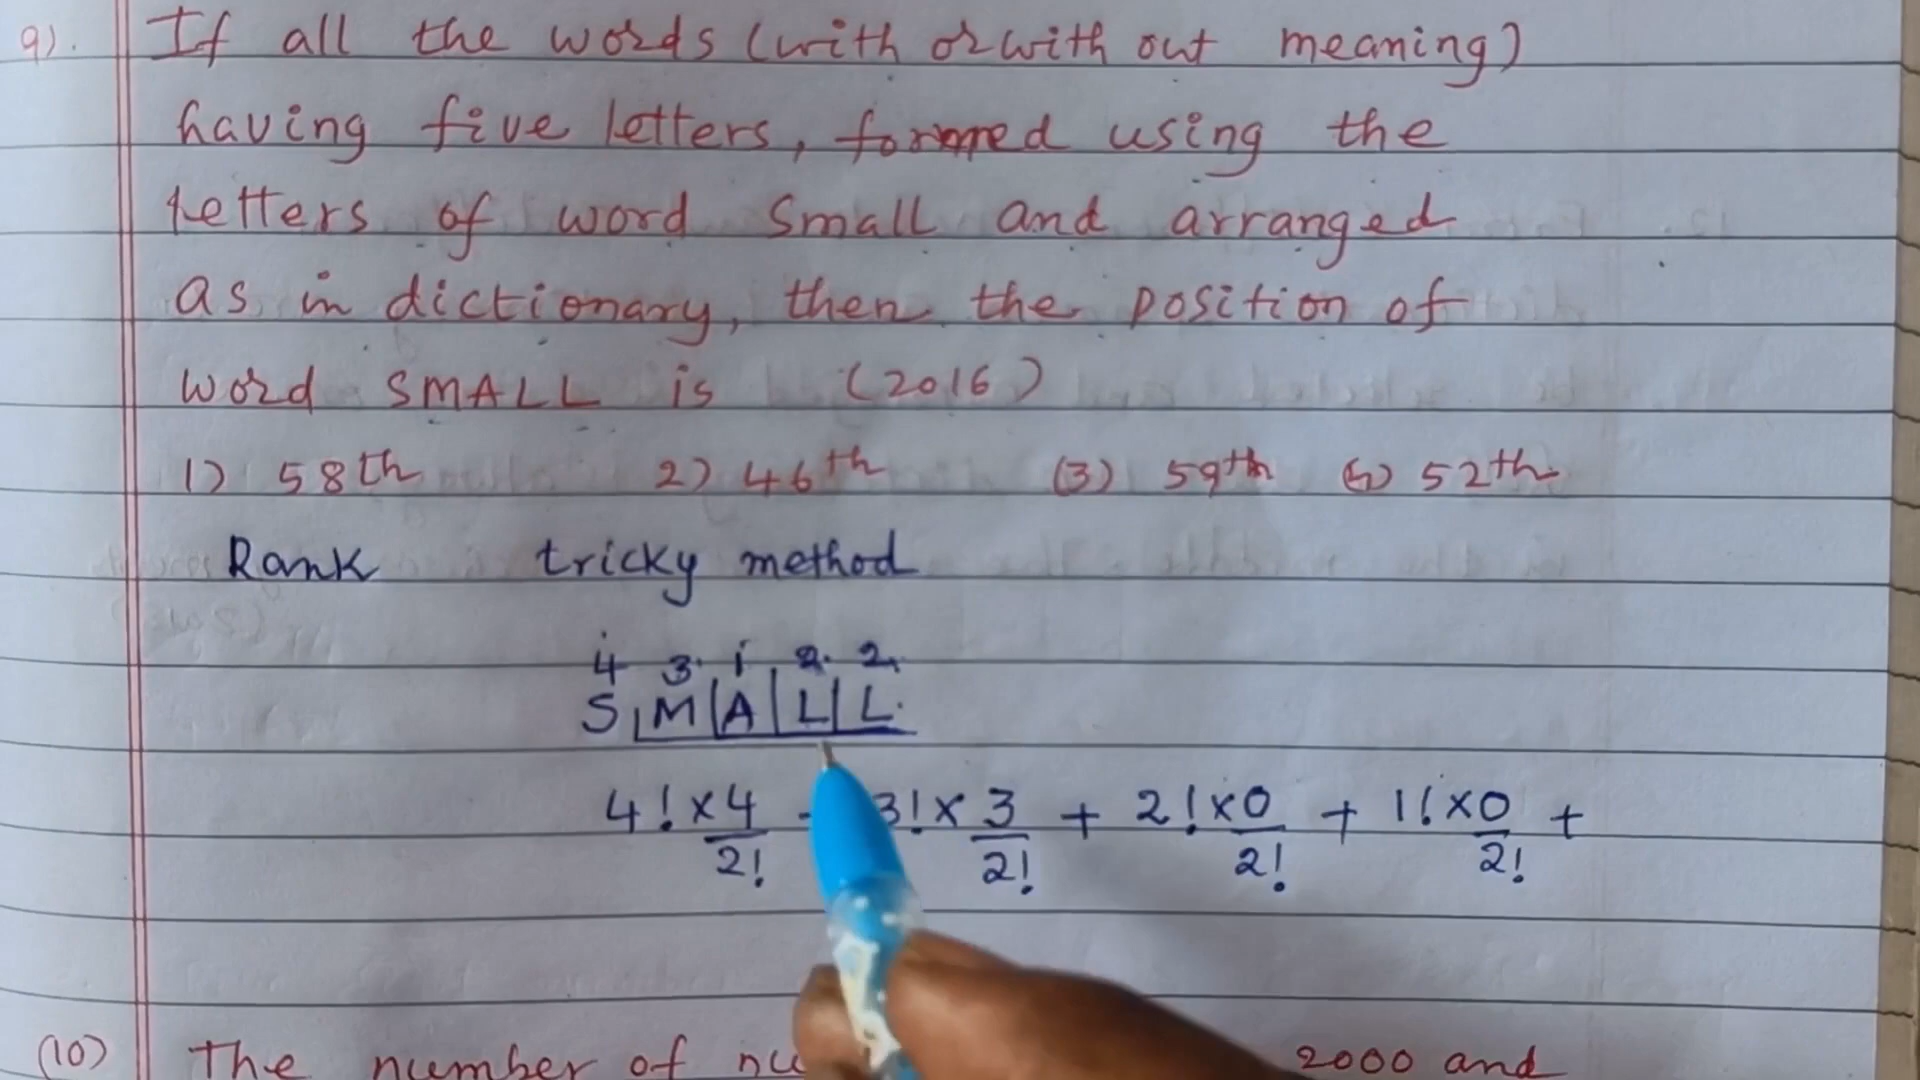 9). If all the words (with or with out meaning)
having five letters, formed using the
letters of word Small and arranged
as in dictionary, then the position of
word SMALL is (2016)
1) 58th 2) 46th (3) 59th (4) 52th
Rank tricky method
4 3 1 2 2
S M A L L
4! × 4/2! 3! × 3/2! + 2! × 0/2! + 1! × 0/2! +
(10) The number of 2000 and